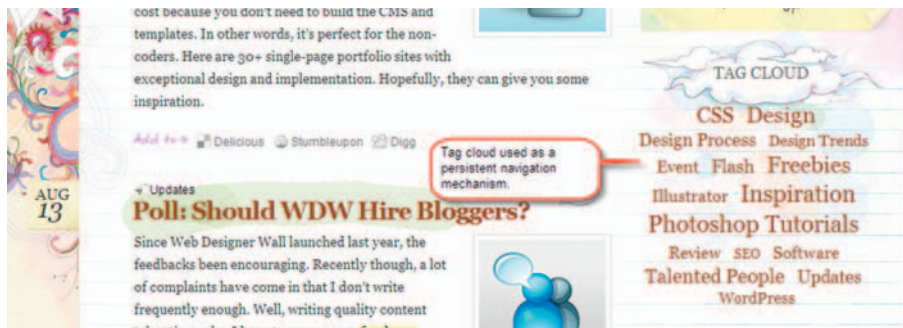 cost because you don't need to build the CMS and
templates. In other words, it's perfect for the non-
coders. Here are 30+ single-page portfolio sites with
exceptional design and implementation. Hopefully, they can give you some
inspiration.
Add to
Delicious
Stumbleupon
Digg
AUG
13
Updates
Poll: Should WDW Hire Bloggers?
Since Web Designer Wall launched last year, the
feedbacks been encouraging. Recently though, a lot
of complaints have come in that I don't write
frequently enough. Well, writing quality content
Tag cloud used as a
persistent navigation
mechanism.
TAG CLOUD
CSS Design
Design Process Design Trends
Event Flash Freebies
Illustrator Inspiration
Photoshop Tutorials
Review SEO Software
Talented People Updates
WordPress